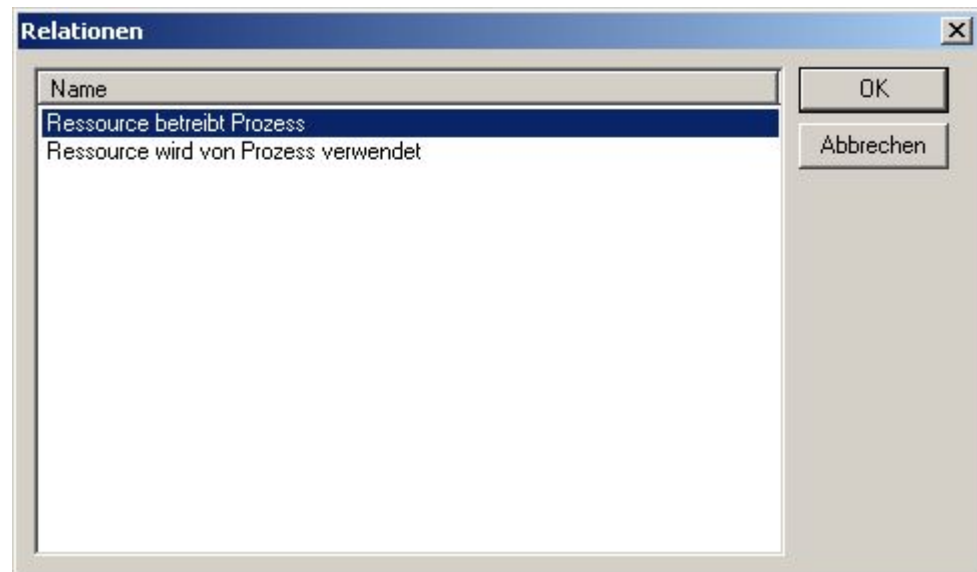 Relationen
Name
OK
Ressource betreibt Prozess
Ressource wird von Prozess verwendet
Abbrechen